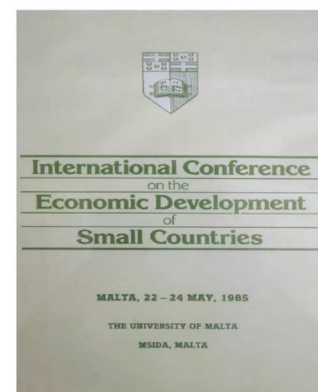 International Conference
on the
Economic Development
of
Small Countries
MALTA, 22 – 24 MAY, 1985
THE UNIVERSITY OF MALTA
MSIDA, MALTA